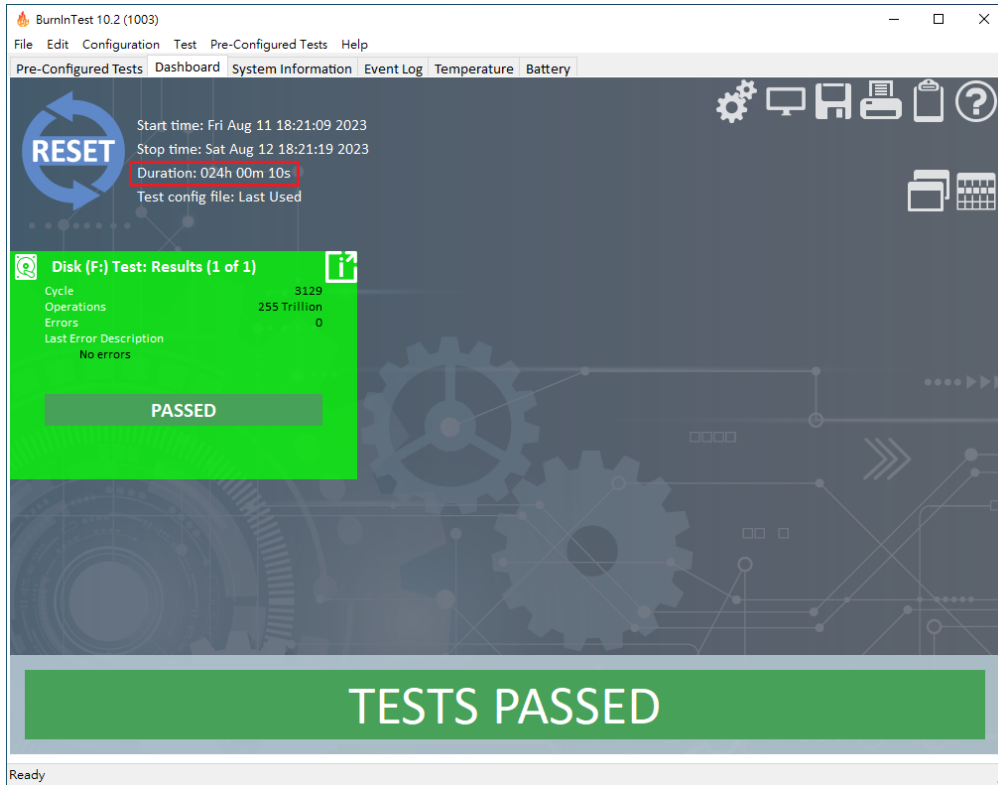 BurnInTest 10.2 (1003)
File Edit Configuration Test Pre-Configured Tests Help
Pre-Configured Tests Dashboard System Information Event Log Temperature Battery
RESET
Start time: Fri Aug 11 18:21:09 2023
Stop time: Sat Aug 12 18:21:19 2023
Duration: 024h 00m 10s
Test config file: Last Used
Disk (F:) Test: Results (1 of 1)
Cycle 3129
Operations 255 Trillion
Errors 0
Last Error Description
No errors
PASSED
TESTS PASSED
Ready